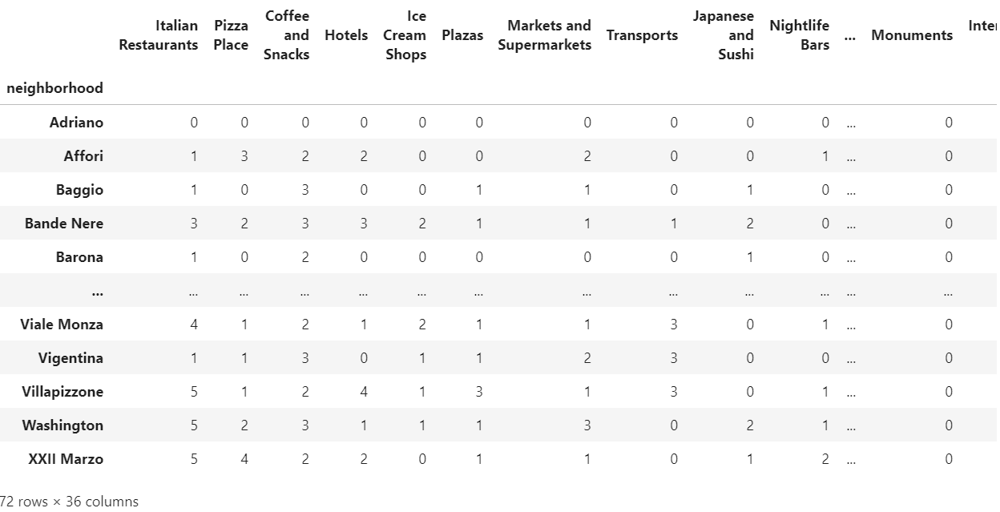 Italian Restaurants Pizza Place Coffee and Snacks Hotels Ice Cream Shops Plazas Markets and Supermarkets Transports Japanese and Sushi Nightlife Bars ... Monuments
neighborhood
Adriano 0 0 0 0 0 0 0 0 0 0 ... 0
Affori 1 3 2 2 0 0 2 0 0 1 ... 0
Baggio 1 0 3 0 0 1 1 0 1 0 ... 0
Bande Nere 3 2 3 3 2 1 1 1 2 0 ... 0
Barona 1 0 2 0 0 0 0 0 1 0 ... 0
... ... ... ... ... ... ... ... ... ... ... ... ...
Viale Monza 4 1 2 1 2 1 1 3 0 1 ... 0
Vigentina 1 1 3 0 1 1 2 3 0 0 ... 0
Villapizzone 5 1 2 4 1 3 1 3 0 1 ... 0
Washington 5 2 3 1 1 1 3 0 2 1 ... 0
XXII Marzo 5 4 2 2 0 1 1 0 1 2 ... 0
72 rows × 36 columns